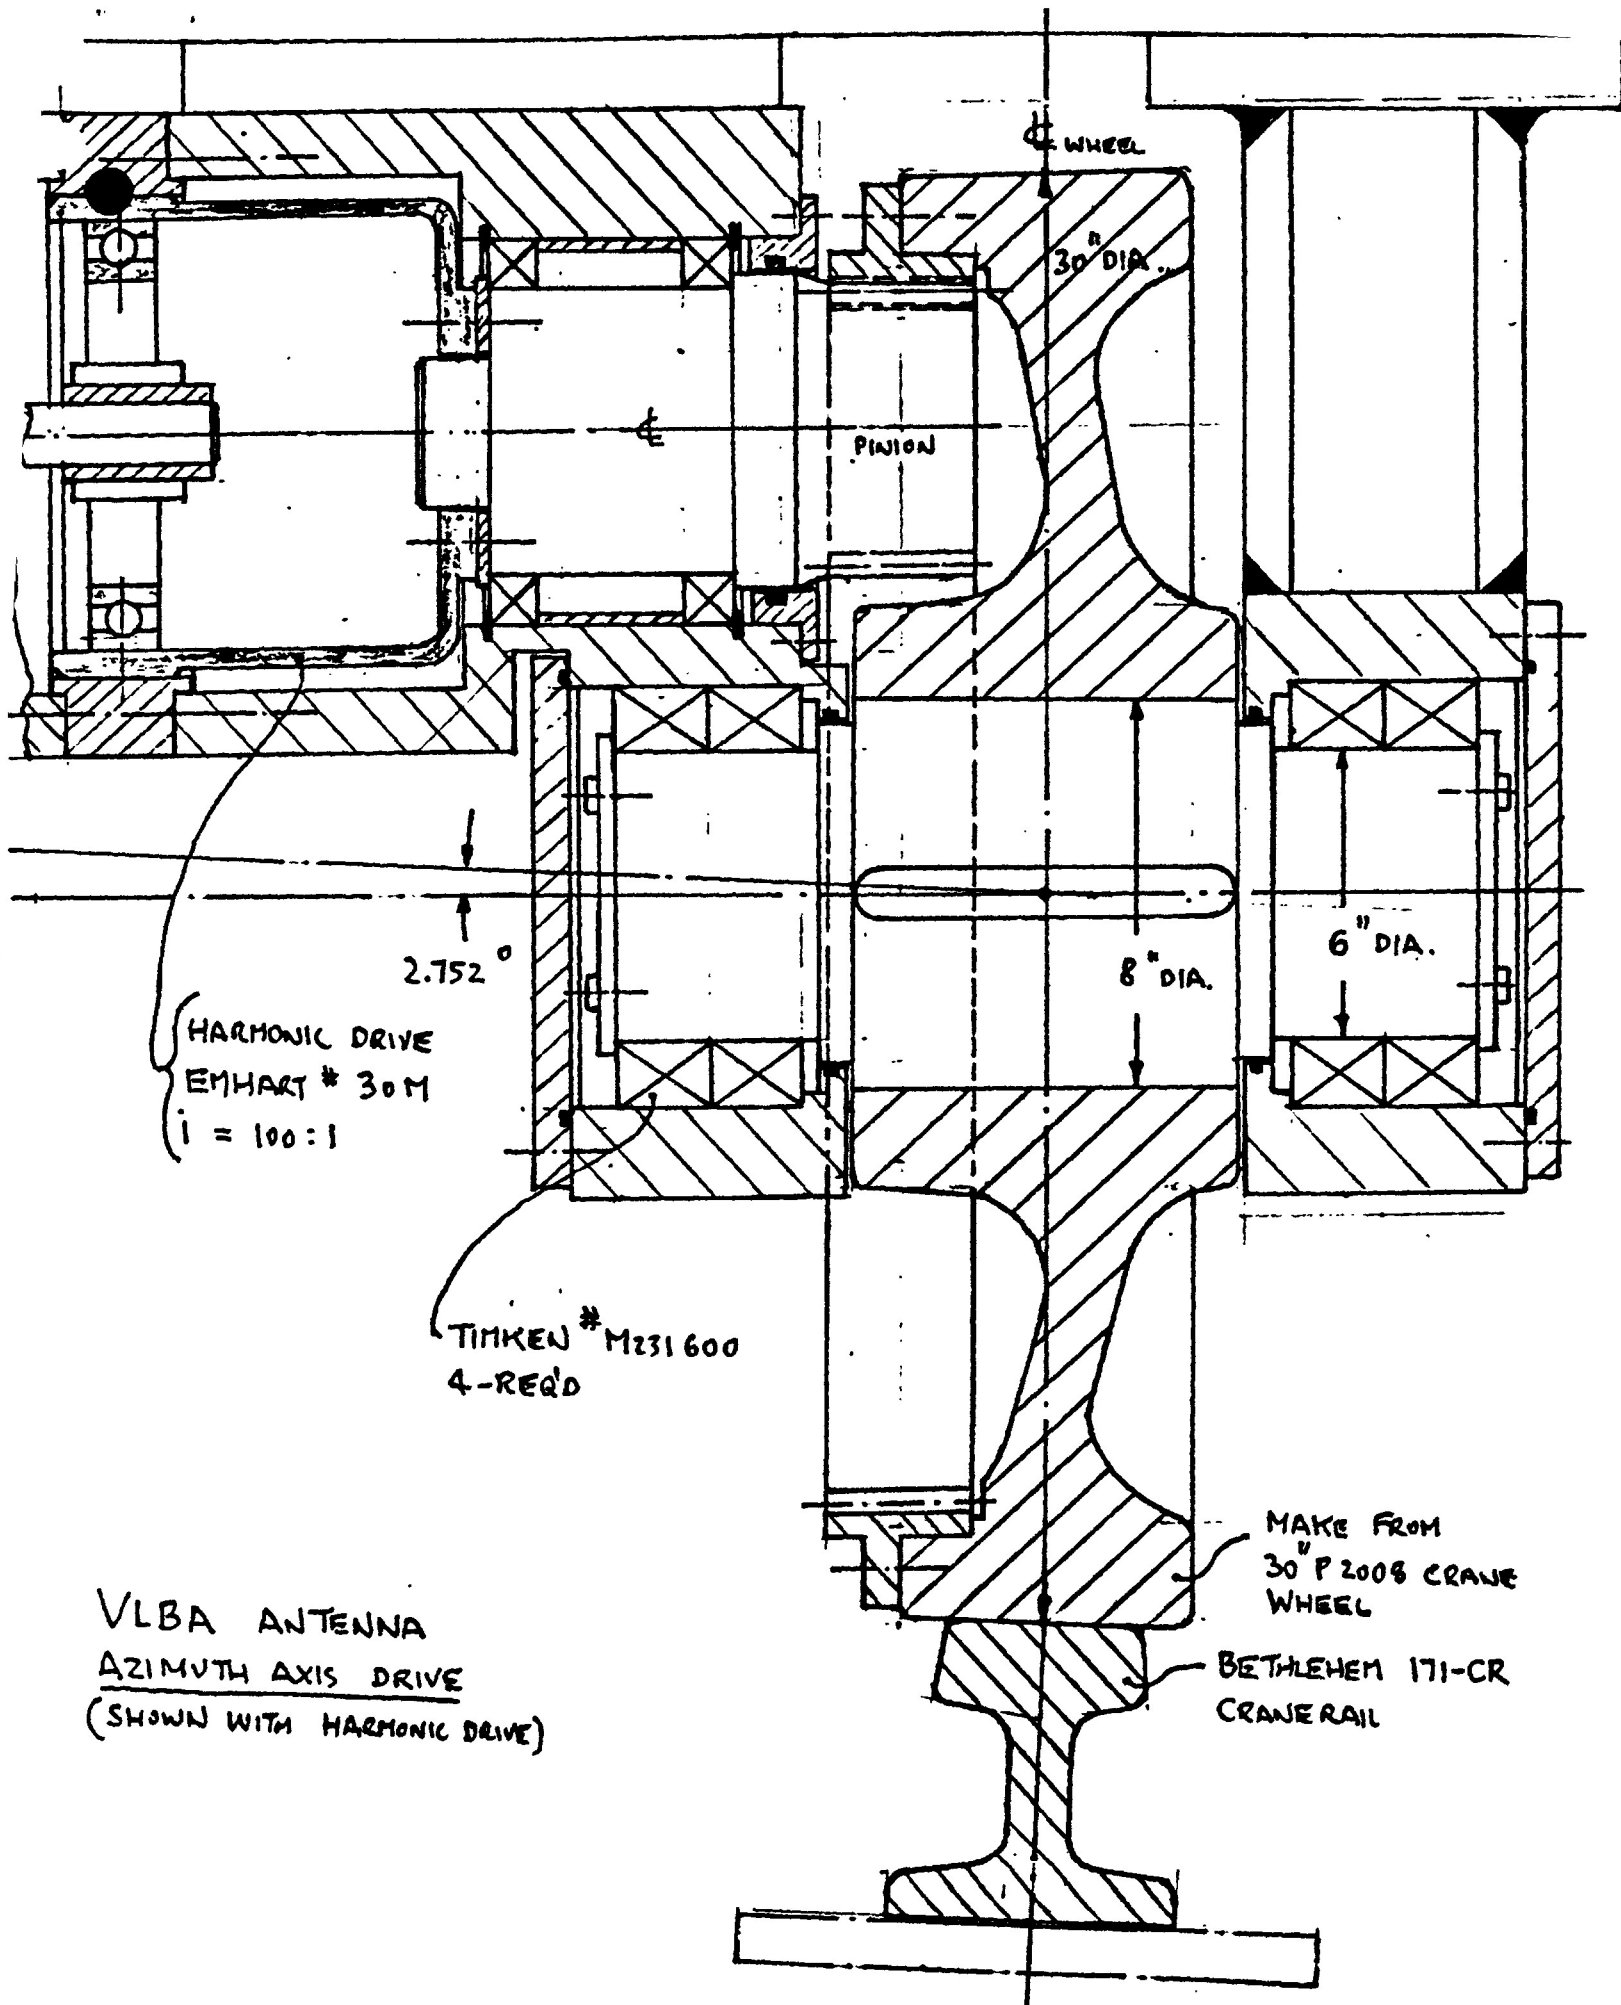 ℄ WHEEL
30" DIA.
℄
PINION
2.752°
8" DIA.
6" DIA.
HARMONIC DRIVE
EMHART # 30M
i = 100:1
TIMKEN # M231600
4-REQ'D
MAKE FROM
30" P2008 CRANE
WHEEL
BETHLEHEM 171-CR
CRANE RAIL
VLBA ANTENNA
AZIMUTH AXIS DRIVE
(SHOWN WITH HARMONIC DRIVE)